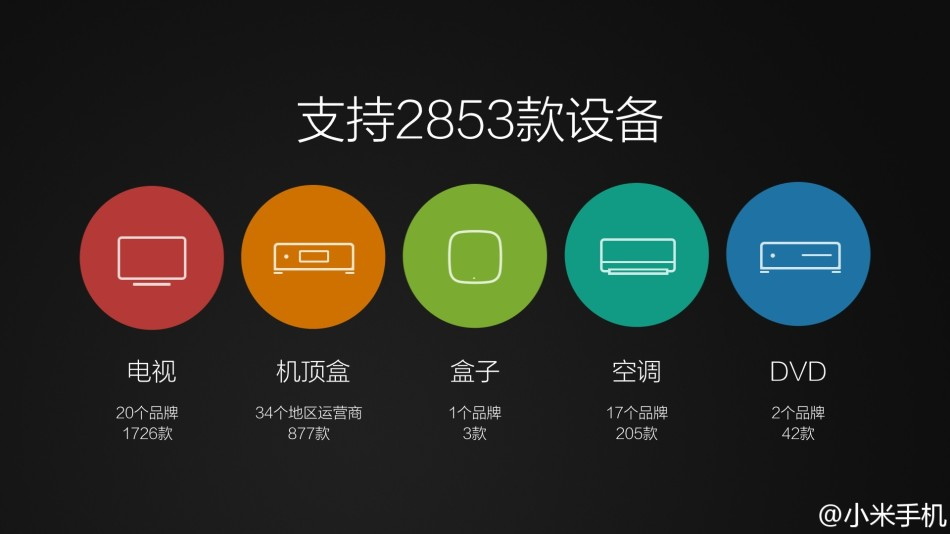 支持2853款设备
电视
20个品牌
1726款
机顶盒
34个地区运营商
877款
盒子
1个品牌
3款
空调
17个品牌
205款
DVD
2个品牌
42款
@小米手机